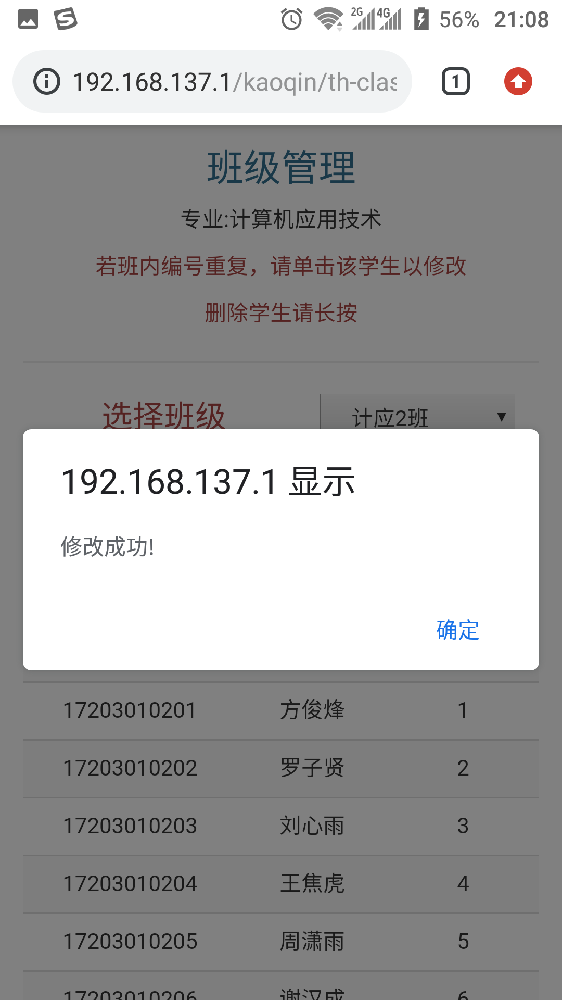 2G 4G 56% 21:08
192.168.137.1/kaoqin/th-clas
1
班级管理
专业:计算机应用技术
若班内编号重复，请单击该学生以修改
删除学生请长按
选择班级 计应2班
192.168.137.1 显示
修改成功!
确定
17203010201 方俊烽 1
17203010202 罗子贤 2
17203010203 刘心雨 3
17203010204 王焦虎 4
17203010205 周潇雨 5
17203010206 谢汉成 6